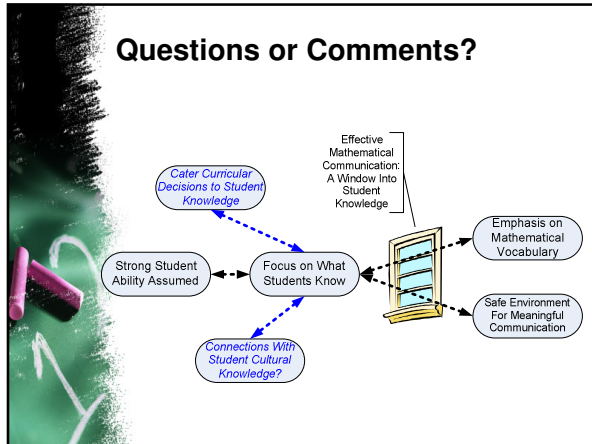 Questions or Comments?
Effective
Mathematical
Communication:
A Window Into
Student
Knowledge
Cater Curricular
Decisions to Student
Knowledge
Emphasis on
Mathematical
Vocabulary
Strong Student
Ability Assumed
Focus on What
Students Know
Safe Environment
For Meaningful
Communication
Connections With
Student Cultural
Knowledge?